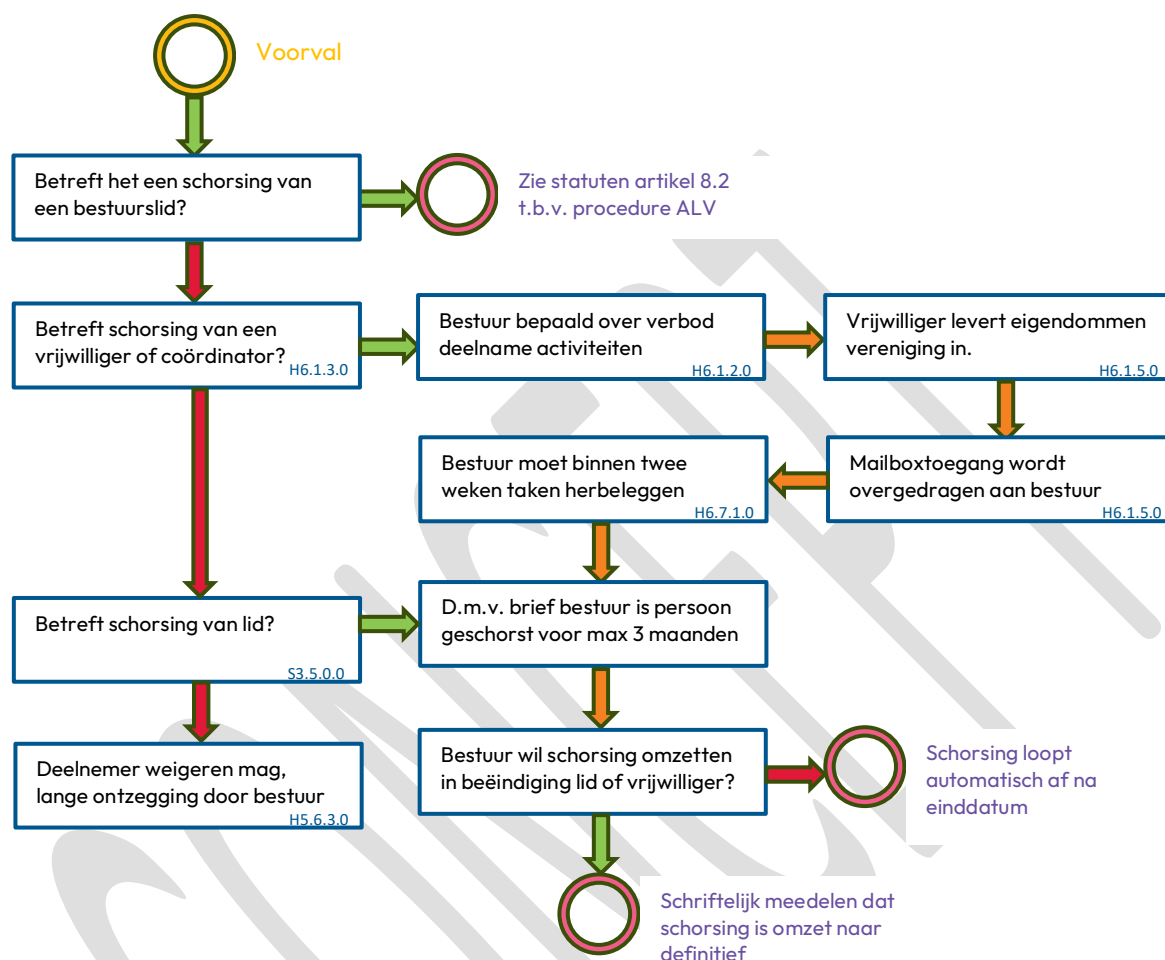 Voorval
Betreft het een schorsing van
een bestuurslid?
Zie statuten artikel 8.2
t.b.v. procedure ALV
Betreft schorsing van een
vrijwilliger of coördinator?
H6.1.3.0
Bestuur bepaald over verbod
deelname activiteiten
H6.1.2.0
Vrijwilliger levert eigendommen
vereniging in.
H6.1.5.0
Bestuur moet binnen twee
weken taken herbeleggen
H6.7.1.0
Mailboxtoegang wordt
overgedragen aan bestuur
H6.1.5.0
Betreft schorsing van lid?
S3.5.0.0
D.m.v. brief bestuur is persoon
geschorst voor max 3 maanden
Deelnemer weigeren mag,
lange ontzegging door bestuur
H5.6.3.0
Bestuur wil schorsing omzetten
in beëindiging lid of vrijwilliger?
Schorsing loopt
automatisch af na
einddatum
Schriftelijk meedelen dat
schorsing is omzet naar
definitief
CONCEPT